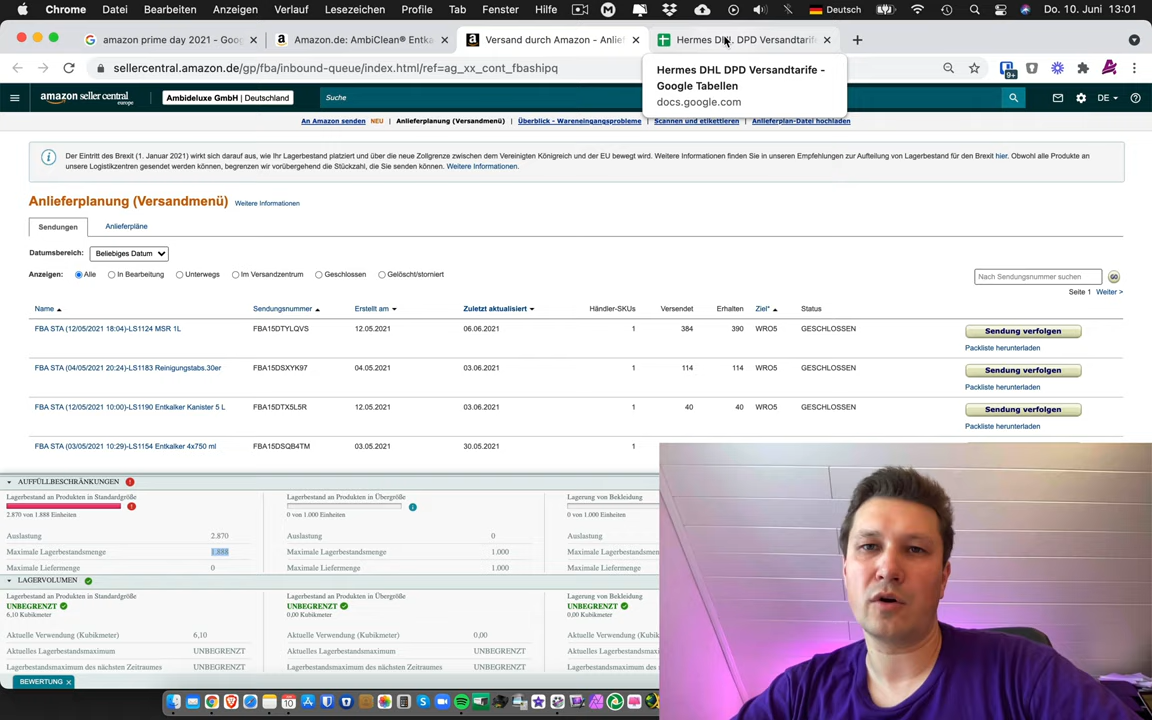 Chrome Datei Bearbeiten Anzeigen Verlauf Lesezeichen Profile Tab Fenster Hilfe Deutsch Do. 10. Juni 13:01
amazon prime day 2021 - Goog
Amazon.de: AmbiClean® Entka
Versand durch Amazon - Anlie
Hermes DHL DPD Versandtarife
sellercentral.amazon.de/gp/fba/inbound-queue/index.html/ref=ag_xx_cont_fbashipq
9+
Hermes DHL DPD Versandtarife -
Google Tabellen
docs.google.com
amazon seller central
europe
Ambideluxe GmbH | Deutschland
Suche
DE
An Amazon senden NEU | Anlieferplanung (Versandmenü) | Überblick - Wareneingangsprobleme | Scannen und etikettieren | Anlieferplan-Datei hochladen
Der Eintritt des Brexit (1. Januar 2021) wirkt sich darauf aus, wie Ihr Lagerbestand platziert und über die neue Zollgrenze zwischen dem Vereinigten Königreich und der EU bewegt wird. Weitere Informationen finden Sie in unseren Empfehlungen zur Aufteilung von Lagerbestand für den Brexit hier. Obwohl alle Produkte an
unsere Logistikzentren gesendet werden können, begrenzen wir vorübergehend die Stückzahl, die Sie senden können. Weitere Informationen.
Anlieferplanung (Versandmenü) Weitere Informationen
Sendungen Anlieferpläne
Datumsbereich: Beliebiges Datum
Anzeigen: Alle In Bearbeitung Unterwegs Im Versandzentrum Geschlossen Gelöscht/storniert
Nach Sendungsnummer suchen GO
Seite 1 Weiter >
Name Sendungsnummer Erstellt am Zuletzt aktualisiert Händler-SKUs Versendet Erhalten Ziel* Status
FBA STA (12/05/2021 18:04)-LS1124 MSR 1L FBA15DTYLQVS 12.05.2021 06.06.2021 1 384 390 WRO5 GESCHLOSSEN Sendung verfolgen
Packliste herunterladen
FBA STA (04/05/2021 20:24)-LS1183 Reinigungstabs.30er FBA15DSXYK97 04.05.2021 03.06.2021 1 114 114 WRO5 GESCHLOSSEN Sendung verfolgen
Packliste herunterladen
FBA STA (12/05/2021 10:00)-LS1190 Entkalker Kanister 5 L FBA15DTX5L5R 12.05.2021 03.06.2021 1 40 40 WRO5 GESCHLOSSEN Sendung verfolgen
Packliste herunterladen
FBA STA (03/05/2021 10:29)-LS1154 Entkalker 4x750 ml FBA15DSQB4TM 03.05.2021 30.05.2021 1
AUFFÜLLBESCHRÄNKUNGEN
Lagerbestand an Produkten in Standardgröße Lagerbestand an Produkten in Übergröße Lagerung von Bekleidung
2.870 von 1.888 Einheiten 0 von 1.000 Einheiten 0 von 1.000 Einheiten
Auslastung 2.870 Auslastung 0 Auslastung
Maximale Lagerbestandsmenge 1.888 Maximale Lagerbestandsmenge 1.000 Maximale Lagerbestandsmenge
Maximale Liefermenge 0 Maximale Liefermenge 1.000 Maximale Liefermenge
LAGERVOLUMEN
Lagerbestand an Produkten in Standardgröße Lagerbestand an Produkten in Übergröße Lagerung von Bekleidung
UNBEGRENZT UNBEGRENZT UNBEGRENZT
6,10 Kubikmeter 0,00 Kubikmeter 0,00 Kubikmeter
Aktuelle Verwendung (Kubikmeter) 6,10 Aktuelle Verwendung (Kubikmeter) 0,00 Aktuelle Verwendung (Kubikm
Aktuelles Lagerbestandsmaximum UNBEGRENZT Aktuelles Lagerbestandsmaximum UNBEGRENZT Aktuelles Lagerbestandsmaxim
Lagerbestandsmaximum des nächsten Zeitraumes UNBEGRENZT Lagerbestandsmaximum des nächsten Zeitraumes UNBEGRENZT Lagerbestandsmaximum des n
BEWERTUNG